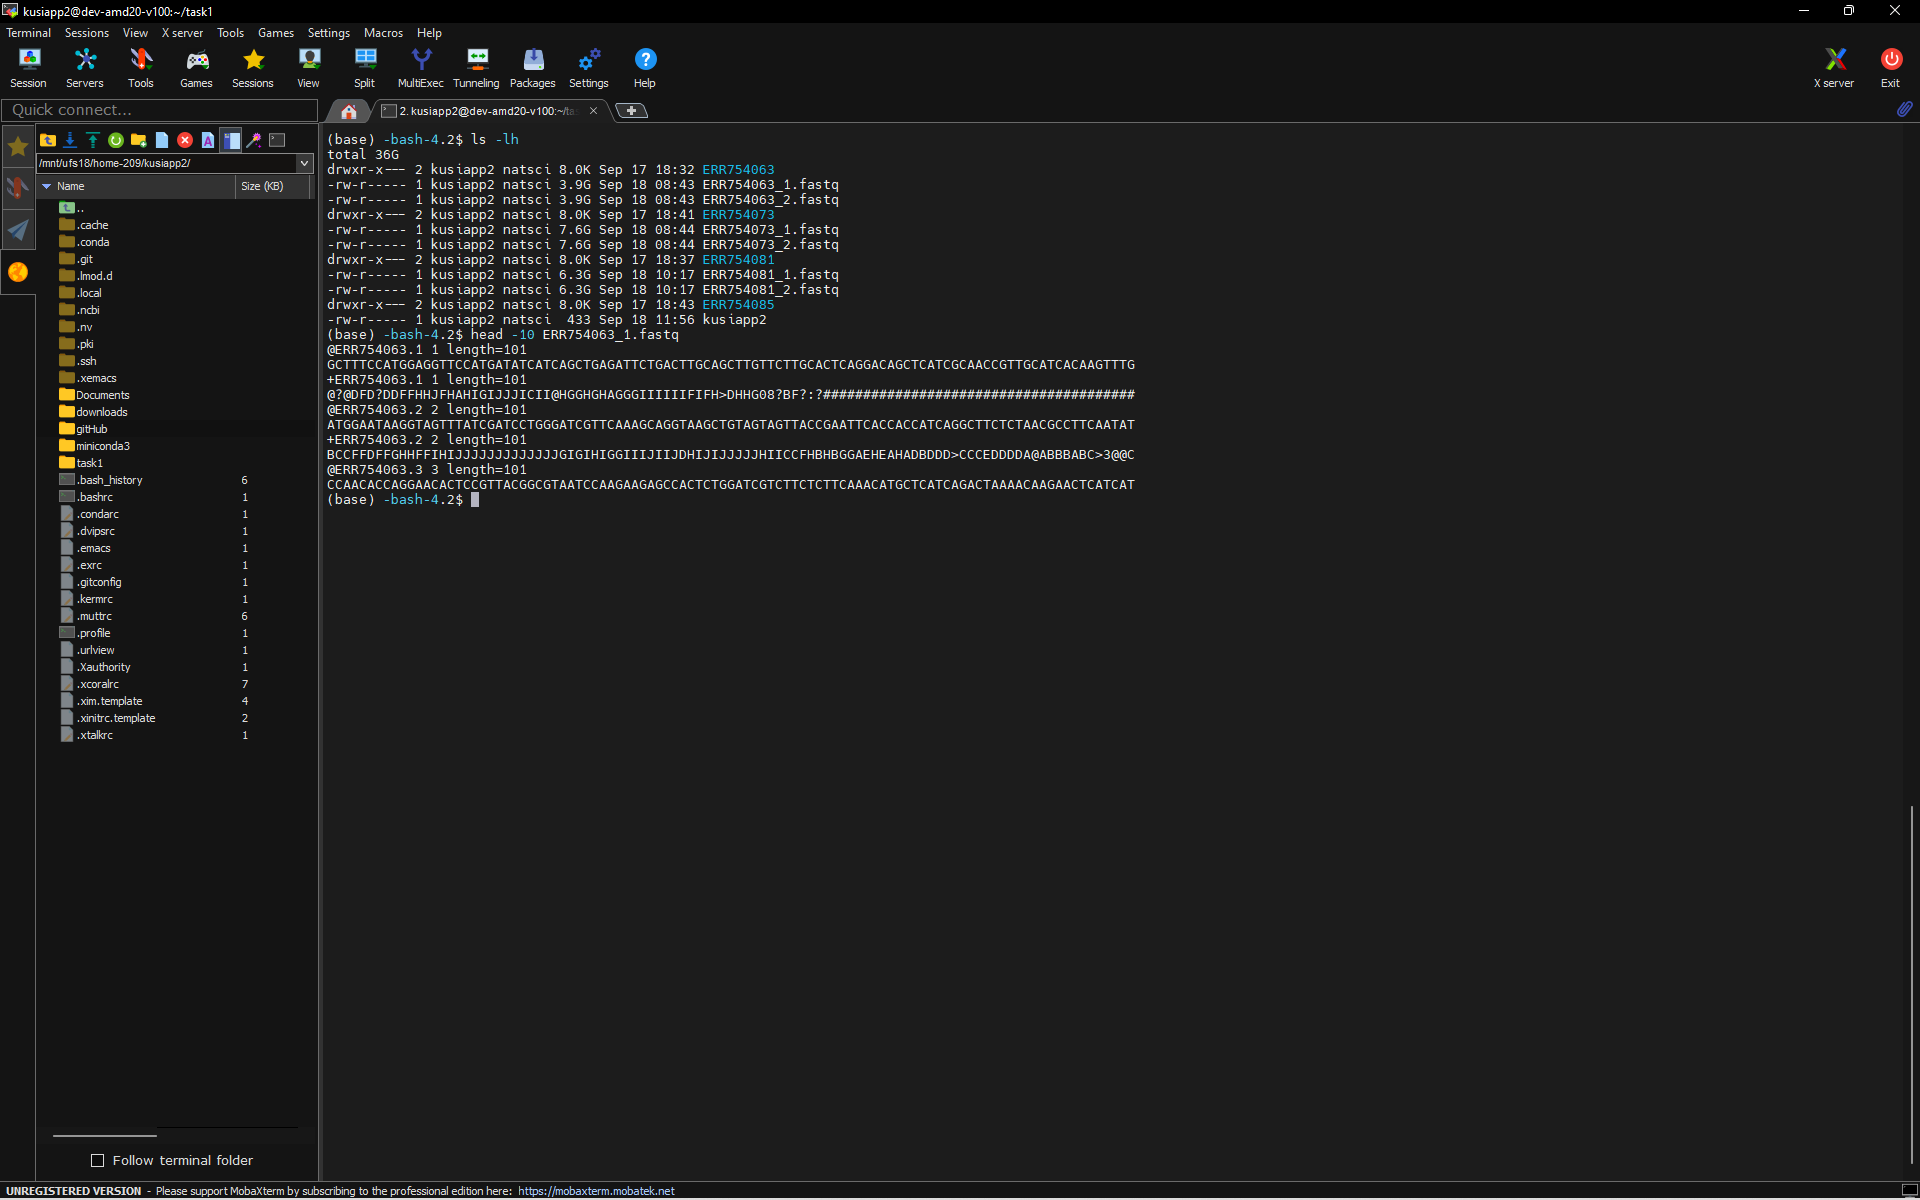 kusiapp2@dev-amd20-v100:~/task1
Terminal Sessions View X server Tools Games Settings Macros Help
Session Servers Tools Games Sessions View Split MultiExec Tunneling Packages Settings Help X server Exit
Quick connect...
2. kusiapp2@dev-amd20-v100:~/ta
/mnt/ufs18/home-209/kusiapp2/
Name Size (KB)
..
.cache
.conda
.git
.lmod.d
.local
.ncbi
.nv
.pki
.ssh
.xemacs
Documents
downloads
gitHub
miniconda3
task1
.bash_history 6
.bashrc 1
.condarc 1
.dvipsrc 1
.emacs 1
.exrc 1
.gitconfig 1
.kermrc 1
.muttrc 6
.profile 1
.urlview 1
.Xauthority 1
.xcoralrc 7
.xim.template 4
.xinitrc.template 2
.xtalkrc 1
Follow terminal folder
(base) -bash-4.2$ ls -lh
total 36G
drwxr-x--- 2 kusiapp2 natsci 8.0K Sep 17 18:32 ERR754063
-rw-r----- 1 kusiapp2 natsci 3.9G Sep 18 08:43 ERR754063_1.fastq
-rw-r----- 1 kusiapp2 natsci 3.9G Sep 18 08:43 ERR754063_2.fastq
drwxr-x--- 2 kusiapp2 natsci 8.0K Sep 17 18:41 ERR754073
-rw-r----- 1 kusiapp2 natsci 7.6G Sep 18 08:44 ERR754073_1.fastq
-rw-r----- 1 kusiapp2 natsci 7.6G Sep 18 08:44 ERR754073_2.fastq
drwxr-x--- 2 kusiapp2 natsci 8.0K Sep 17 18:37 ERR754081
-rw-r----- 1 kusiapp2 natsci 6.3G Sep 18 10:17 ERR754081_1.fastq
-rw-r----- 1 kusiapp2 natsci 6.3G Sep 18 10:17 ERR754081_2.fastq
drwxr-x--- 2 kusiapp2 natsci 8.0K Sep 17 18:43 ERR754085
-rw-r----- 1 kusiapp2 natsci  433 Sep 18 11:56 kusiapp2
(base) -bash-4.2$ head -10 ERR754063_1.fastq
@ERR754063.1 1 length=101
GCTTTCCATGGAGGTTCCATGATATCATCAGCTGAGATTCTGACTTGCAGCTTGTTCTTGCACTCAGGACAGCTCATCGCAACCGTTGCATCACAAGTTTG
+ERR754063.1 1 length=101
@?@DFD?DDFFHHJFHAHIGIJJJICII@HGGHGHAGGGIIIIIIFIFH>DHHG08?BF?:?#######################################
@ERR754063.2 2 length=101
ATGGAATAAGGTAGTTTATCGATCCTGGGATCGTTCAAAGCAGGTAAGCTGTAGTAGTTACCGAATTCACCACCATCAGGCTTCTCTAACGCCTTCAATAT
+ERR754063.2 2 length=101
BCCFFDFFGHHFFIHIJJJJJJJJJJJJJGIGIHIGGIIIJIIJDHIJIJJJJJHIICCFHBHBGGAEHEAHADBDDD>CCCEDDDDA@ABBBABC>3@@C
@ERR754063.3 3 length=101
CCAACACCAGGAACACTCCGTTACGGCGTAATCCAAGAAGAGCCACTCTGGATCGTCTTCTCTTCAAACATGCTCATCAGACTAAAACAAGAACTCATCAT
(base) -bash-4.2$
UNREGISTERED VERSION - Please support MobaXterm by subscribing to the professional edition here: https://mobaxterm.mobatek.net